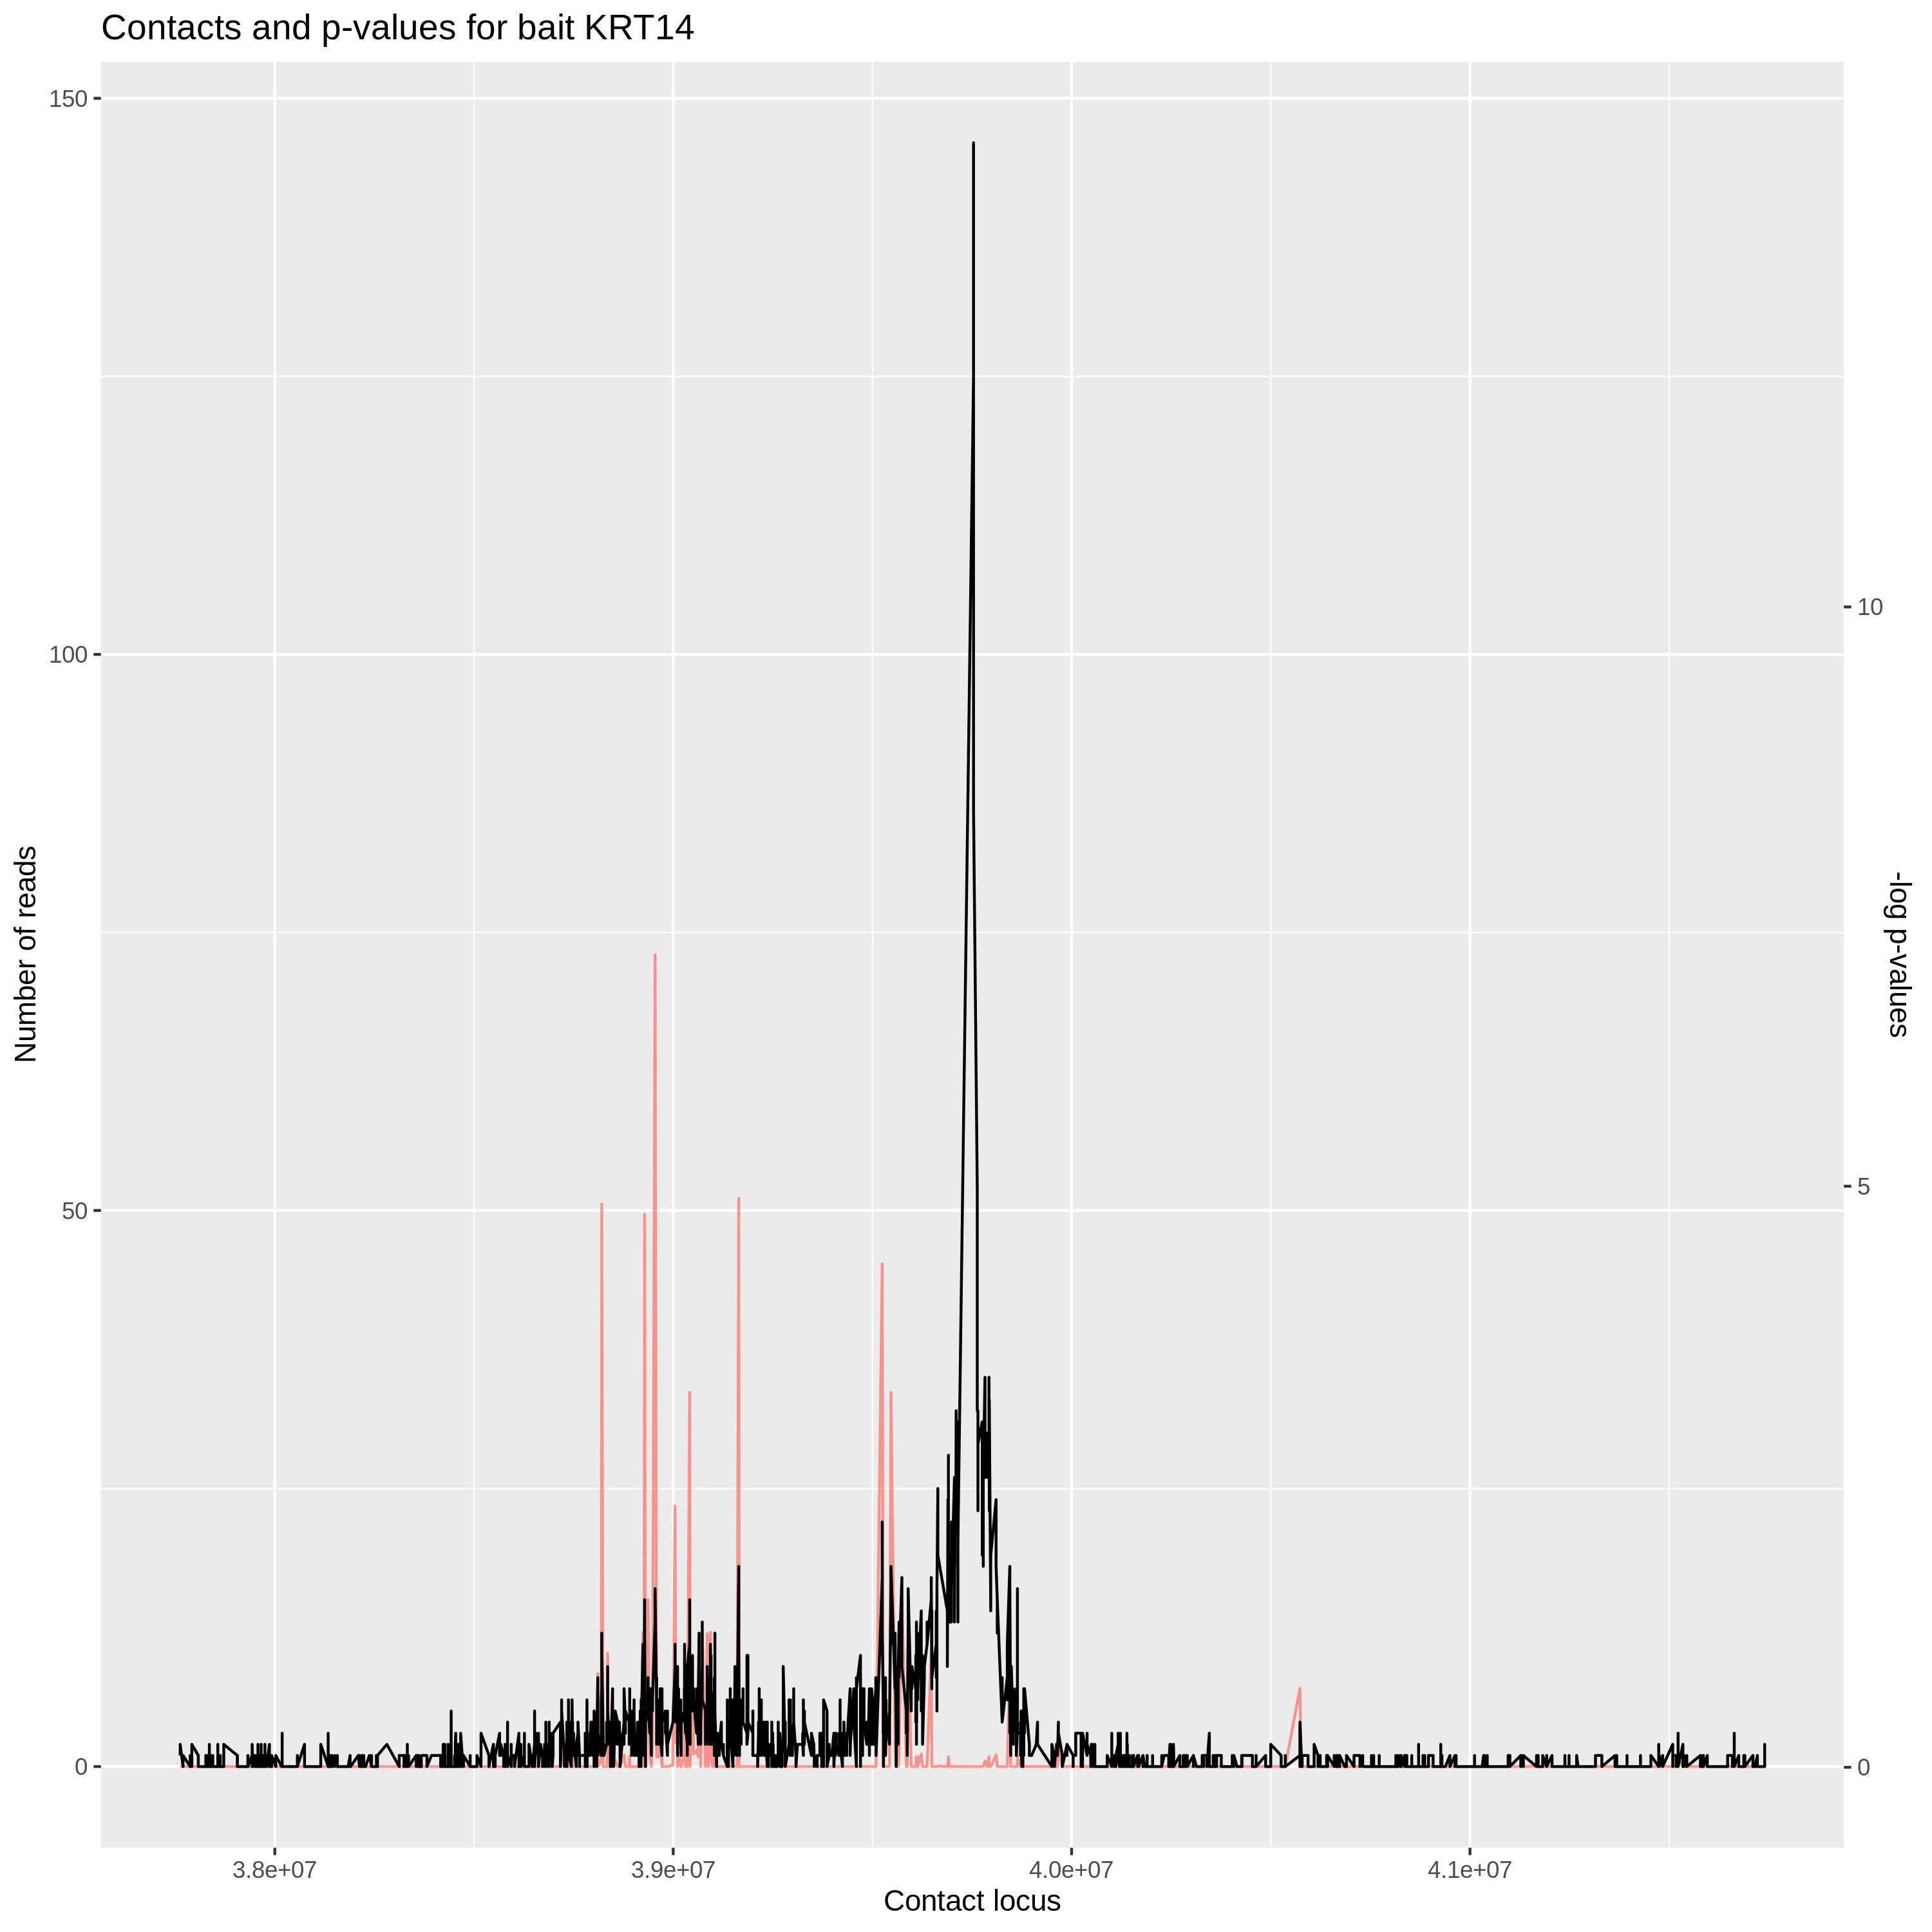 Contacts and p-values for bait KRT14
150
100
50
0
Number of reads
10
5
0
-log p-values
3.8e+07
3.9e+07
4.0e+07
4.1e+07
Contact locus